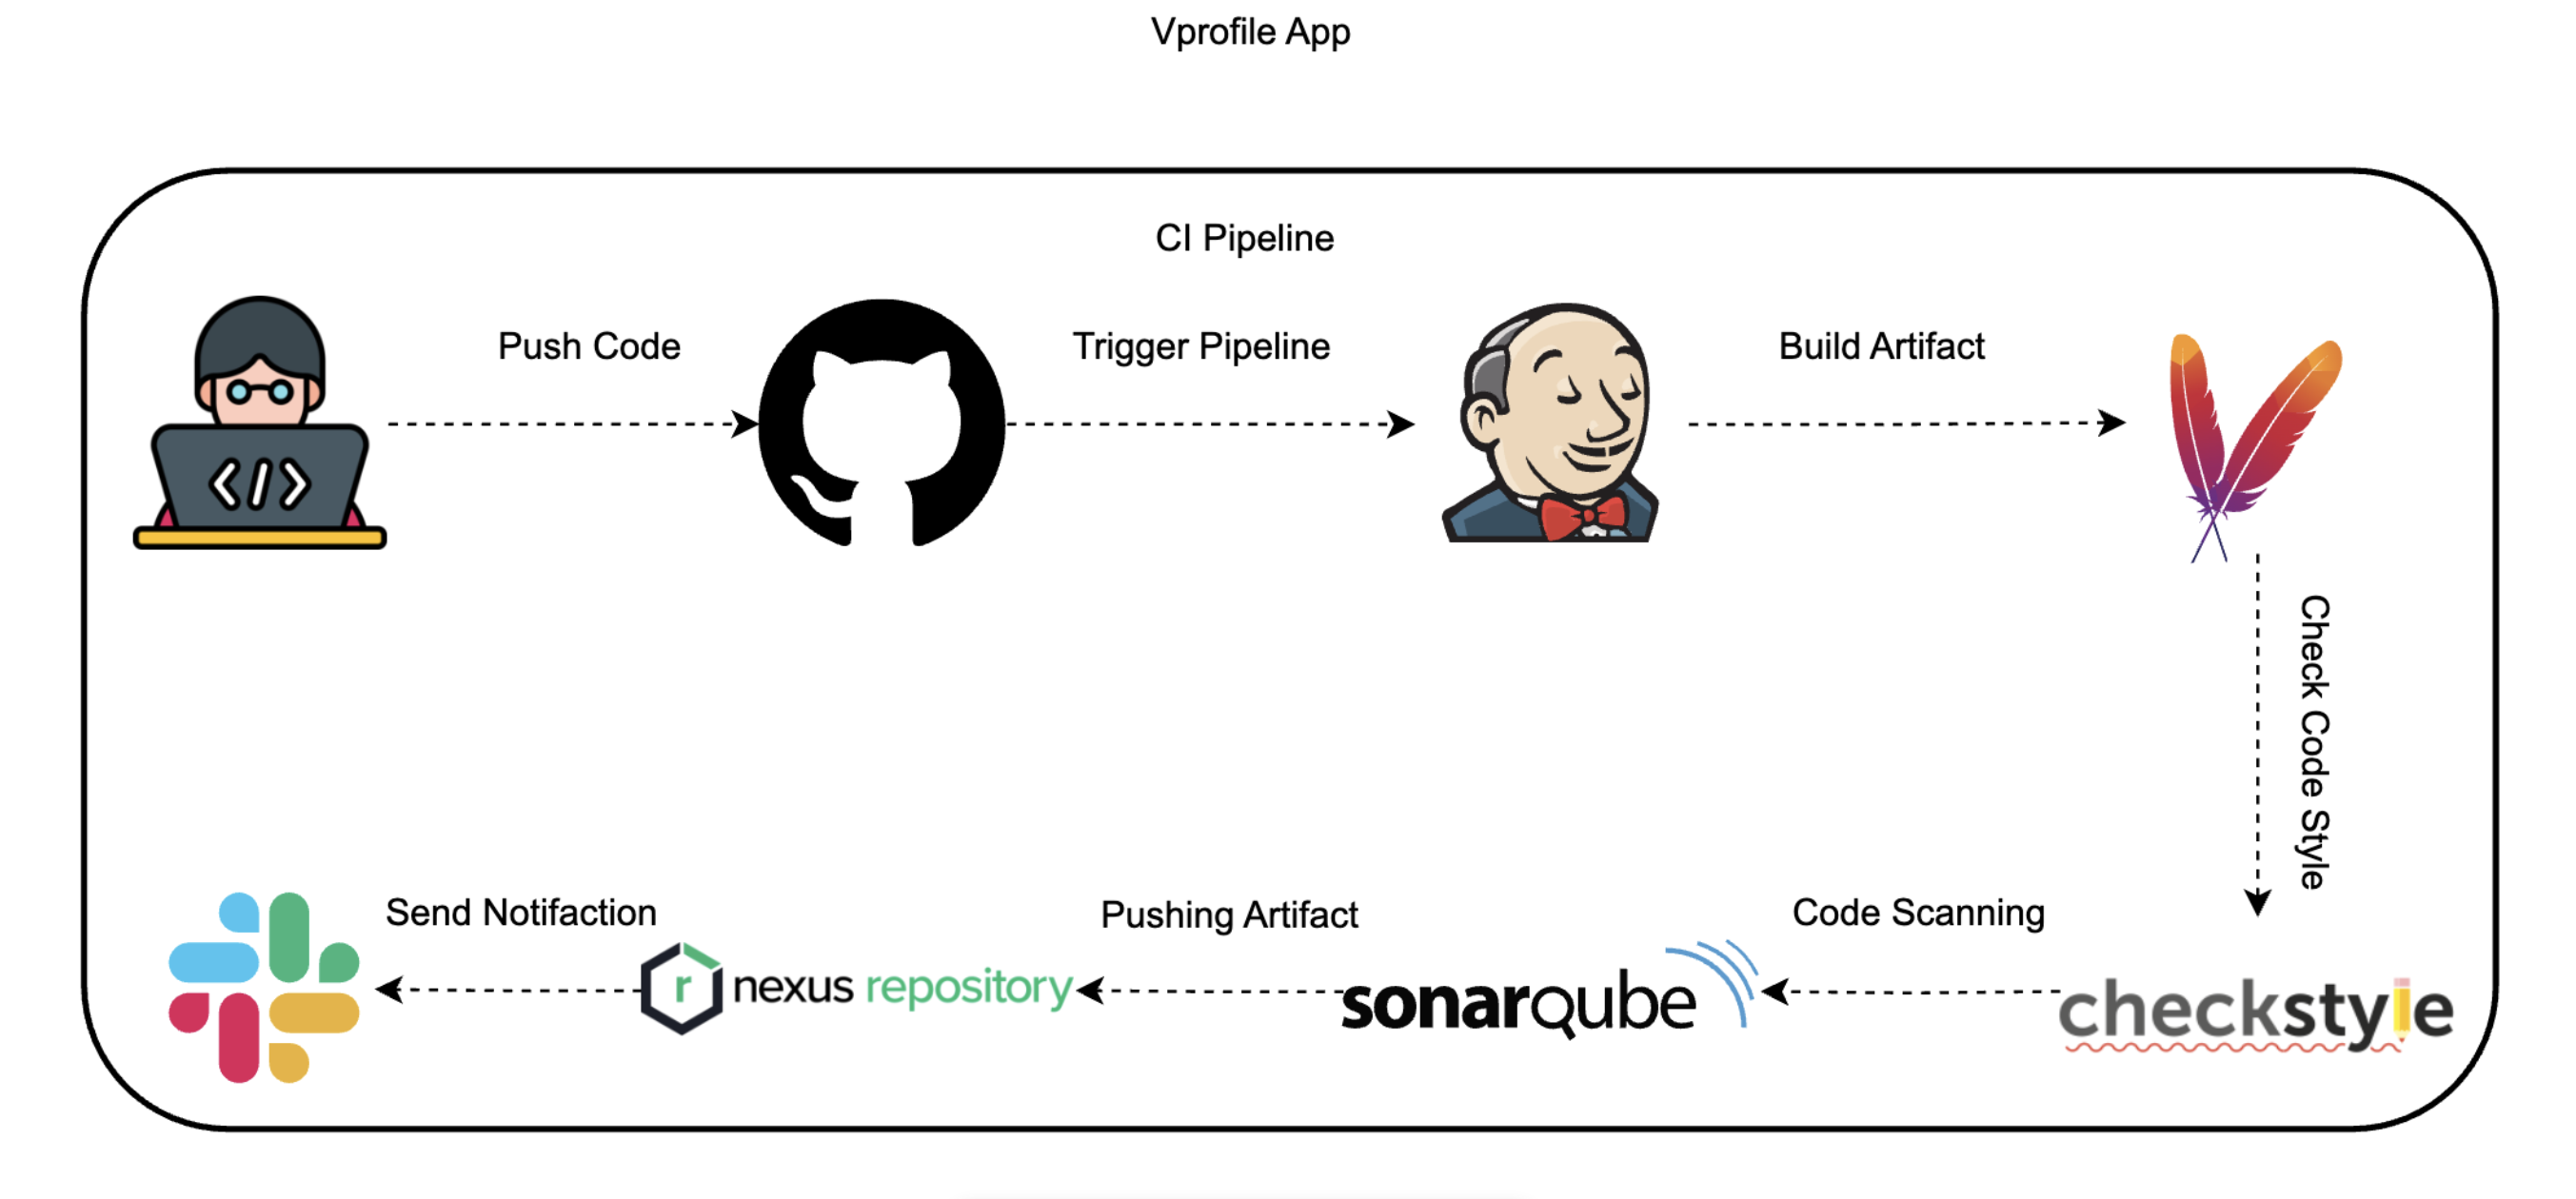 Vprofile App
CI Pipeline
Push Code
Trigger Pipeline
Build Artifact
</>
Check Code Style
Send Notifaction
Pushing Artifact
Code Scanning
r nexus repository
sonarqube
checkstyle